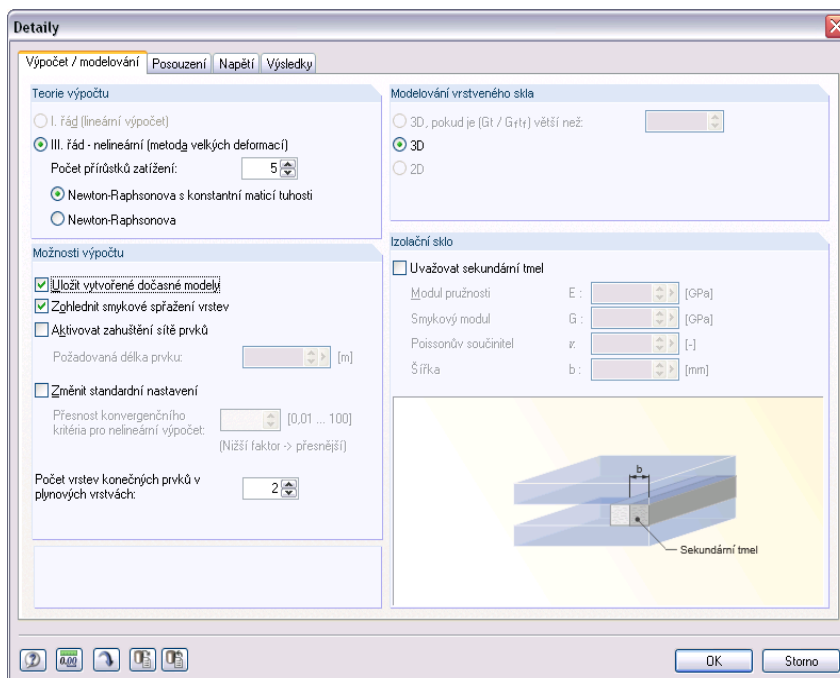 Detaily
Výpočet / modelování Posouzení Napětí Výsledky
Teorie výpočtu
I. řád (lineární výpočet)
III. řád - nelineární (metoda velkých deformací)
Počet přírůstků zatížení: 5
Newton-Raphsonova s konstantní maticí tuhosti
Newton-Raphsonova
Možnosti výpočtu
Uložit vytvořené dočasné modely
Zohlednit smykové spřažení vrstev
Aktivovat zahuštění sítě prvků
Požadovaná délka prvku: [m]
Změnit standardní nastavení
Přesnost konvergenčního
kritéria pro nelineární výpočet: [0,01 ... 100]
(Nižší faktor -> přesnější)
Počet vrstev konečných prvků v
plynových vrstvách: 2
Modelování vrstveného skla
3D, pokud je (Gt / Gftf) větší než:
3D
2D
Izolační sklo
Uvažovat sekundární tmel
Modul pružnosti E : [GPa]
Smykový modul G : [GPa]
Poissonův součinitel ν: [-]
Šířka b : [mm]
b
Sekundární tmel
0.00
OK Storno